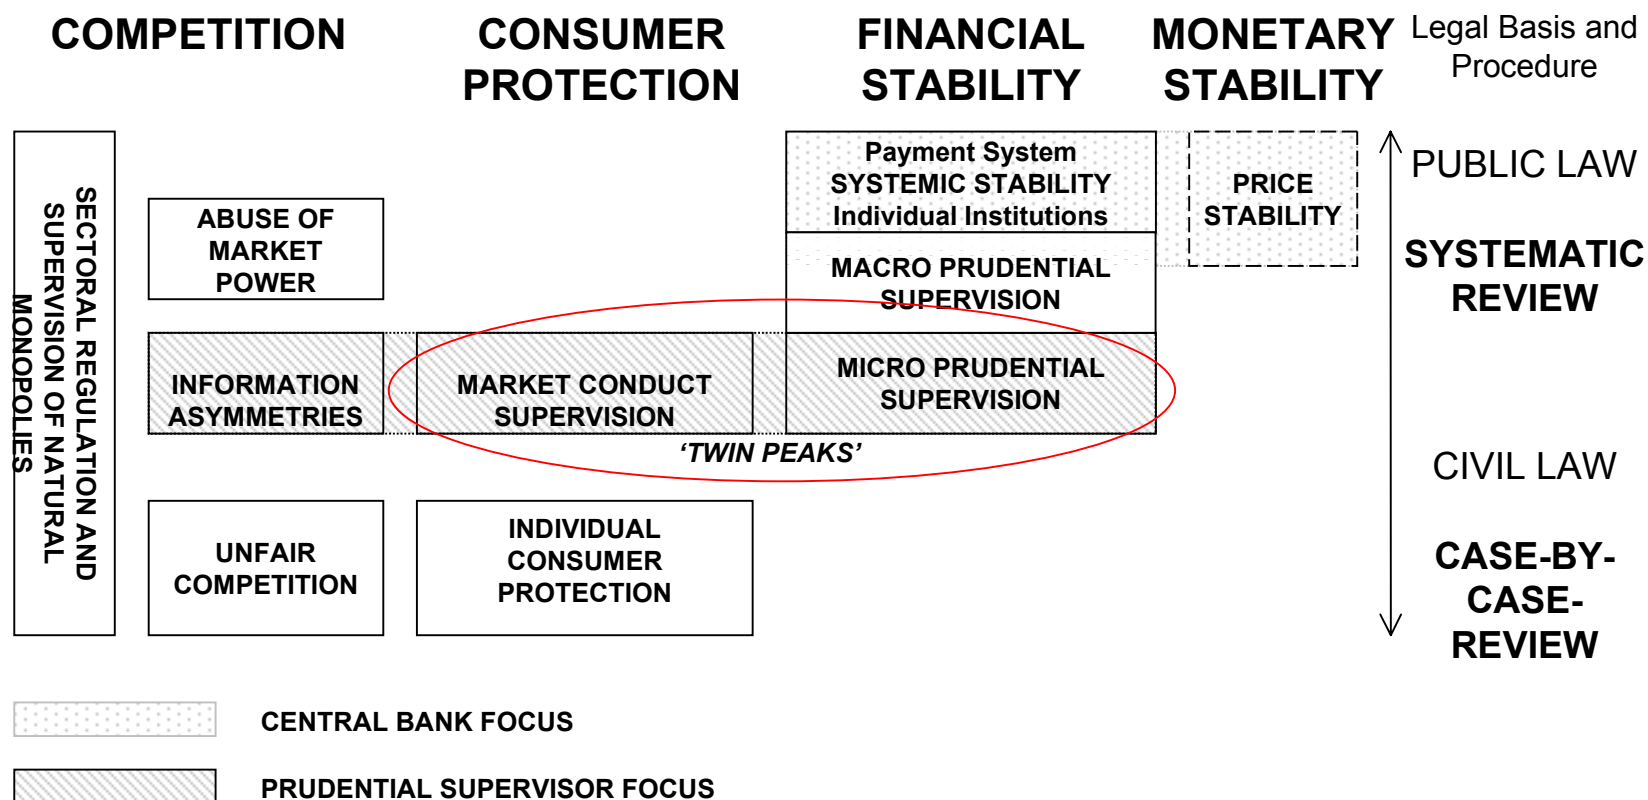 COMPETITION
CONSUMER
PROTECTION
FINANCIAL
STABILITY
MONETARY
STABILITY
Legal Basis and
Procedure
SECTORAL REGULATION AND
SUPERVISION OF NATURAL
MONOPOLIES
ABUSE OF
MARKET
POWER
INFORMATION
ASYMMETRIES
UNFAIR
COMPETITION
MARKET CONDUCT
SUPERVISION
INDIVIDUAL
CONSUMER
PROTECTION
Payment System
SYSTEMIC STABILITY
Individual Institutions
MACRO PRUDENTIAL
SUPERVISION
MICRO PRUDENTIAL
SUPERVISION
'TWIN PEAKS'
PRICE
STABILITY
PUBLIC LAW
SYSTEMATIC
REVIEW
CIVIL LAW
CASE-BY-
CASE-
REVIEW
CENTRAL BANK FOCUS
PRUDENTIAL SUPERVISOR FOCUS